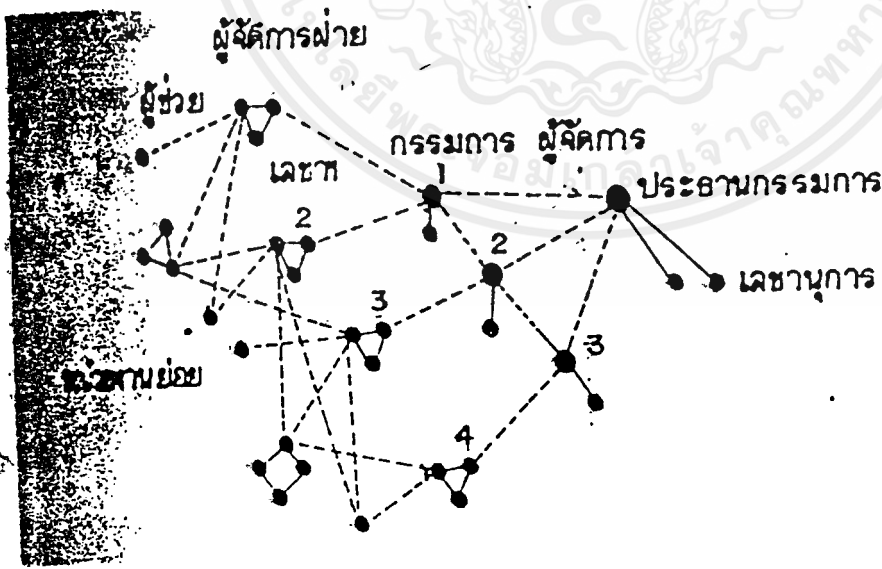 ผู้จัดการฝ่าย
ผู้ช่วย
กรรมการ ผู้จัดการ
เลขาฯ
1
ประธานกรรมการ
2
2
เลขานุการ
3
3
หน่วยงานย่อย
4